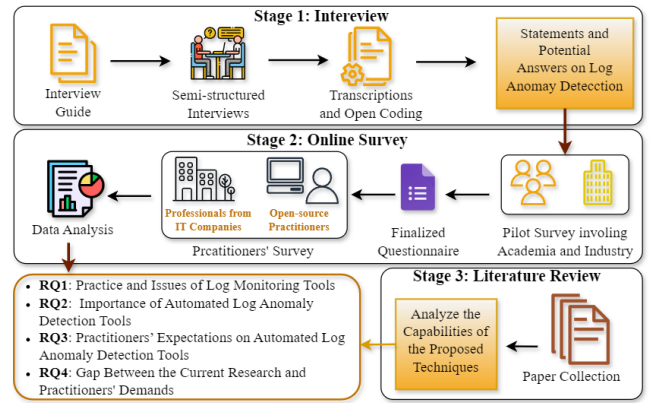 Stage 1: Intereview
Interview
Guide
Semi-structured
Interviews
Transcriptions
and Open Coding
Statements and
Potential
Answers on Log
Anomay Detecction
Stage 2: Online Survey
Data Analysis
Professionals from
IT Companies
Open-source
Practitioners
Prcatitioners' Survey
Finalized
Questionnaire
Pilot Survey involing
Academia and Industry
• RQ1: Practice and Issues of Log Monitoring Tools
• RQ2: Importance of Automated Log Anomaly
Detection Tools
• RQ3: Practitioners’ Expectations on Automated Log
Anomaly Detection Tools
• RQ4: Gap Between the Current Research and
Practitioners' Demands
Stage 3: Literature Review
Analyze the
Capabilities of
the Proposed
Techniques
Paper Collection